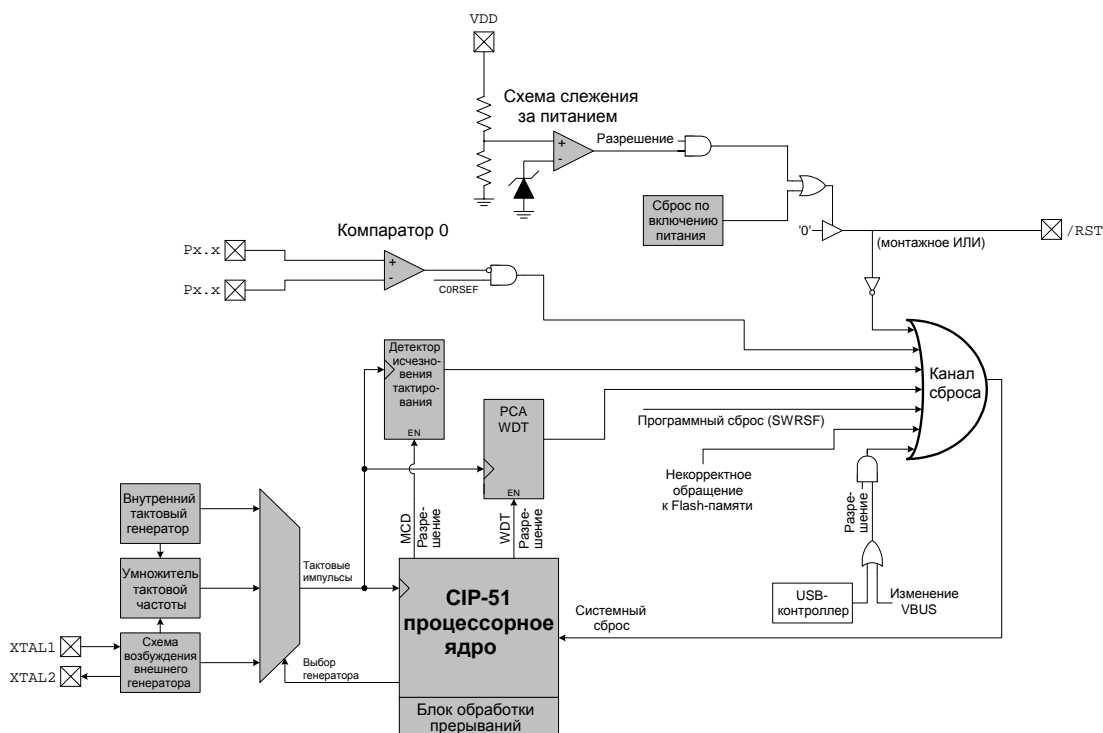 VDD
Схема слежения
за питанием
+
-
Разрешение
Сброс по
включению
питания
'0'
(монтажное ИЛИ)
/RST
Компаратор 0
Px.x
Px.x
+
-
C0RSEF
Детектор
исчезно-
вения
тактиро-
вания
EN
PCA
WDT
EN
Канал
сброса
Программный сброс (SWRSF)
Некорректное
обращение
к Flash-памяти
Разре-
шение
Внутренний
тактовый
генератор
Умножитель
тактовой
частоты
Схема
возбуждения
внешнего
генератора
XTAL1
XTAL2
Тактовые
импульсы
MCD
Разре-
шение
WDT
Разре-
шение
CIP-51
процессорное
ядро
Выбор
генератора
Блок обработки
прерываний
Системный
сброс
USB-
контроллер
Изменение
VBUS